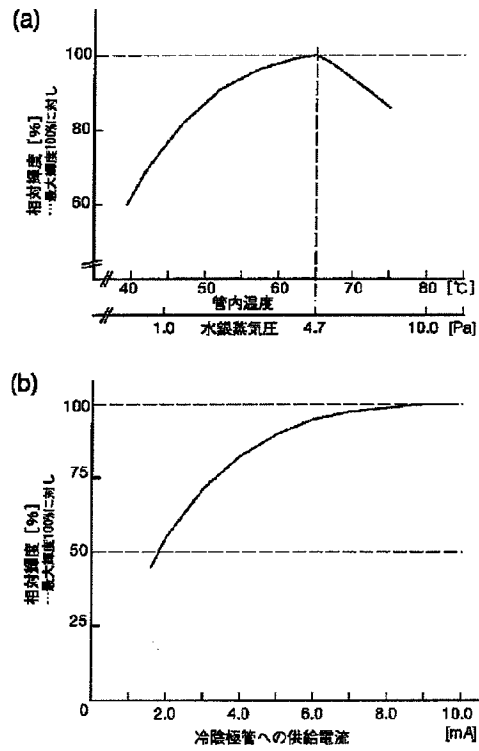 (a)
相対輝度 [%]
…最大輝度100%に対し
100
80
60
40
50
60
70
80
[℃]
管内温度
1.0
水銀蒸気圧
4.7
10.0
[Pa]
(b)
相対輝度 [%]
…最大輝度100%に対し
100
75
50
25
0
2.0
4.0
6.0
8.0
10.0
[mA]
冷陰極管への供給電流